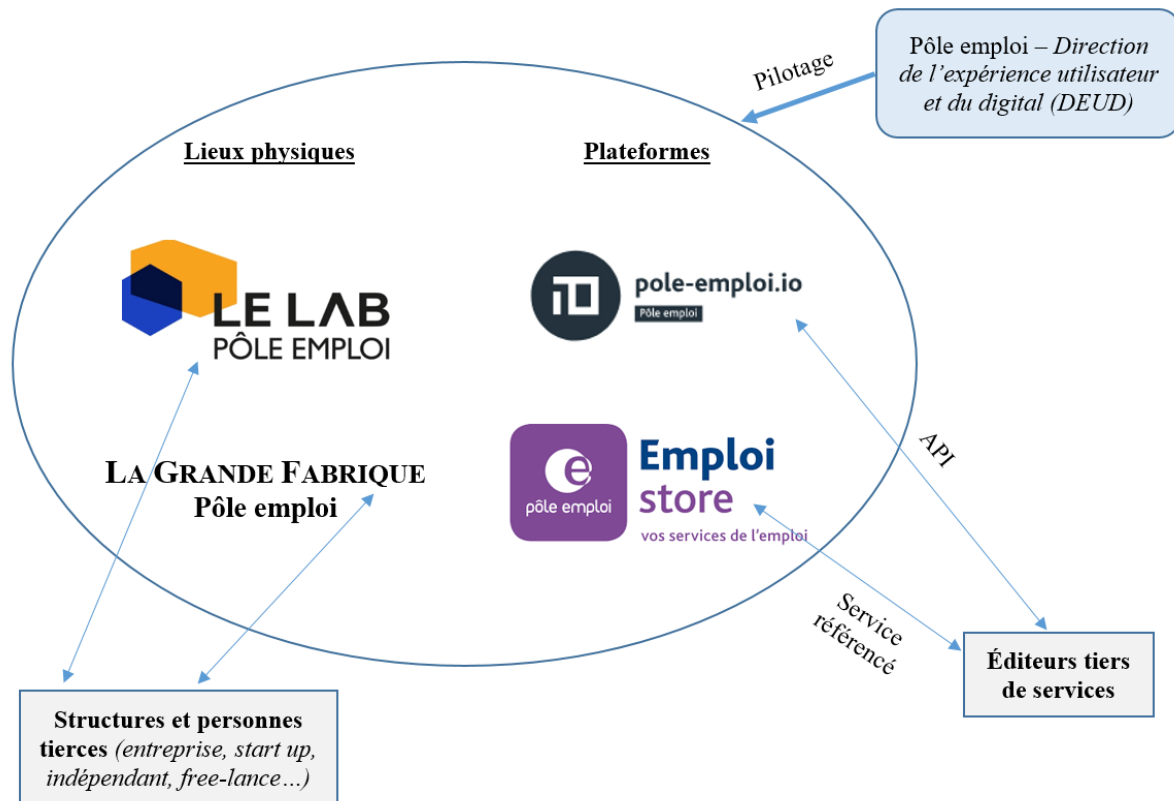 Pôle emploi – Direction
de l'expérience utilisateur
et du digital (DEUD)
Pilotage
Lieux physiques
Plateformes
LE LAB
PÔLE EMPLOI
pole-emploi.io
Pôle emploi
LA GRANDE FABRIQUE
Pôle emploi
pôle emploi
Emploi
store
vos services de l'emploi
API
Service
référencé
Éditeurs tiers
de services
Structures et personnes
tierces (entreprise, start up,
indépendant, free-lance…)